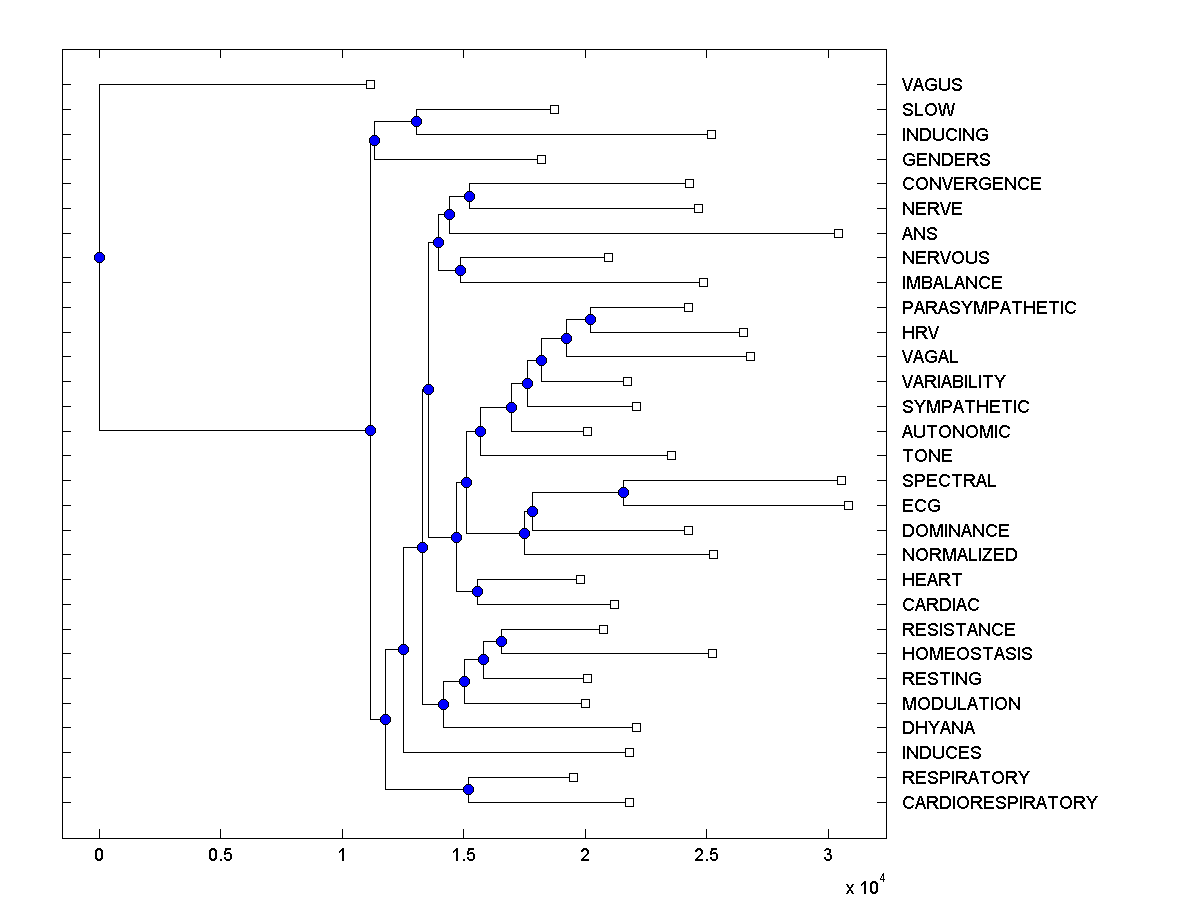 VAGUS
SLOW
INDUCING
GENDERS
CONVERGENCE
NERVE
ANS
NERVOUS
IMBALANCE
PARASYMPATHETIC
HRV
VAGAL
VARIABILITY
SYMPATHETIC
AUTONOMIC
TONE
SPECTRAL
ECG
DOMINANCE
NORMALIZED
HEART
CARDIAC
RESISTANCE
HOMEOSTASIS
RESTING
MODULATION
DHYANA
INDUCES
RESPIRATORY
CARDIORESPIRATORY
0 0.5 1 1.5 2 2.5 3
x 10^4